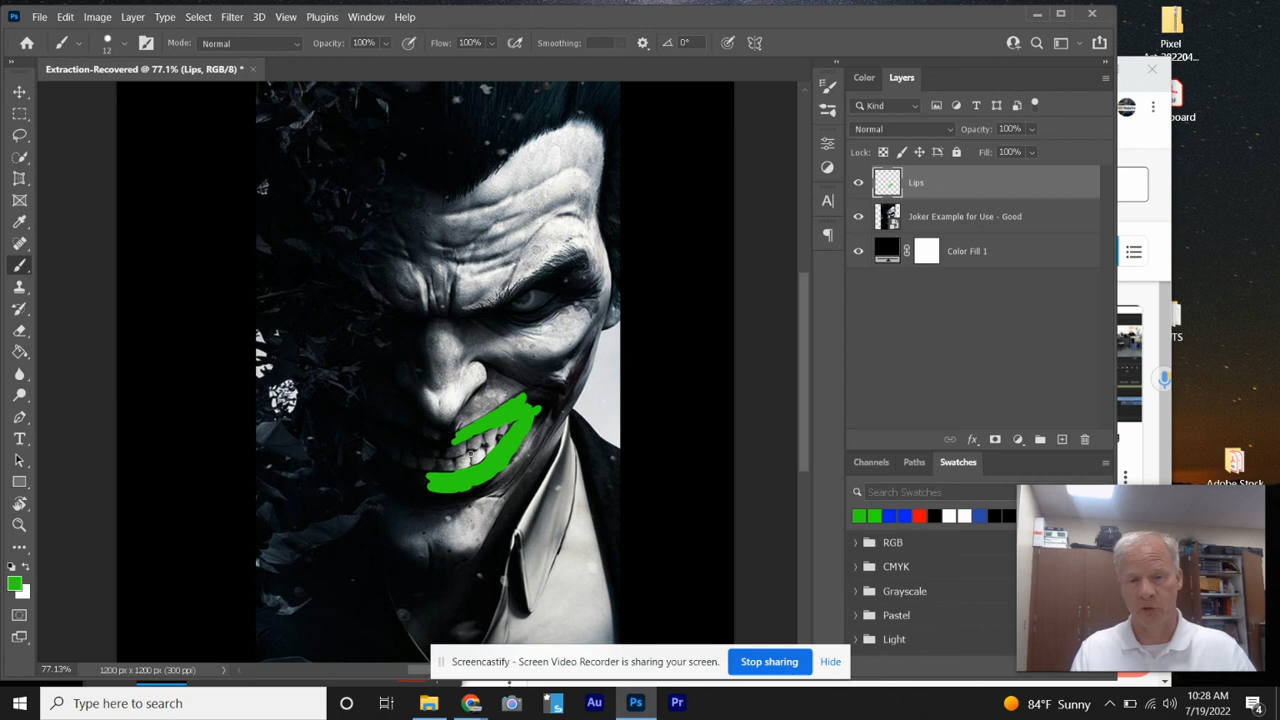 Ps File Edit Image Layer Type Select Filter 3D View Plugins Window Help
12 Mode: Normal Opacity: 100% Flow: 100% Smoothing: 0°
Extraction-Recovered @ 77.1% (Lips, RGB/8) *
Color Layers
Kind
Normal Opacity: 100%
Lock: Fill: 100%
Lips
Joker Example for Use - Good
Color Fill 1
Channels Paths Swatches
Search Swatches
RGB
CMYK
Grayscale
Pastel
Light
77.13% 1200 px x 1200 px (300 ppi)
Screencastify - Screen Video Recorder is sharing your screen. Stop sharing Hide
Pixel
Adobe Stock
Type here to search
Au Ps Pr
84°F Sunny
10:28 AM
7/19/2022
4